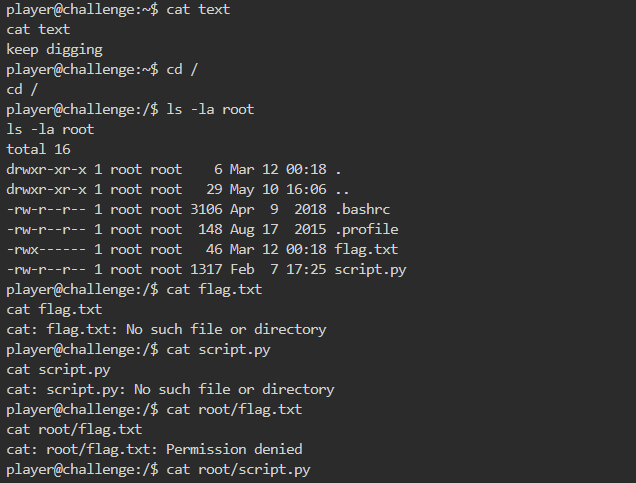 player@challenge:~$ cat text
cat text
keep digging
player@challenge:~$ cd /
cd /
player@challenge:/$ ls -la root
ls -la root
total 16
drwxr-xr-x 1 root root    6 Mar 12 00:18 .
drwxr-xr-x 1 root root   29 May 10 16:06 ..
-rw-r--r-- 1 root root 3106 Apr  9  2018 .bashrc
-rw-r--r-- 1 root root  148 Aug 17  2015 .profile
-rwx------ 1 root root   46 Mar 12 00:18 flag.txt
-rw-r--r-- 1 root root 1317 Feb  7 17:25 script.py
player@challenge:/$ cat flag.txt
cat flag.txt
cat: flag.txt: No such file or directory
player@challenge:/$ cat script.py
cat script.py
cat: script.py: No such file or directory
player@challenge:/$ cat root/flag.txt
cat root/flag.txt
cat: root/flag.txt: Permission denied
player@challenge:/$ cat root/script.py